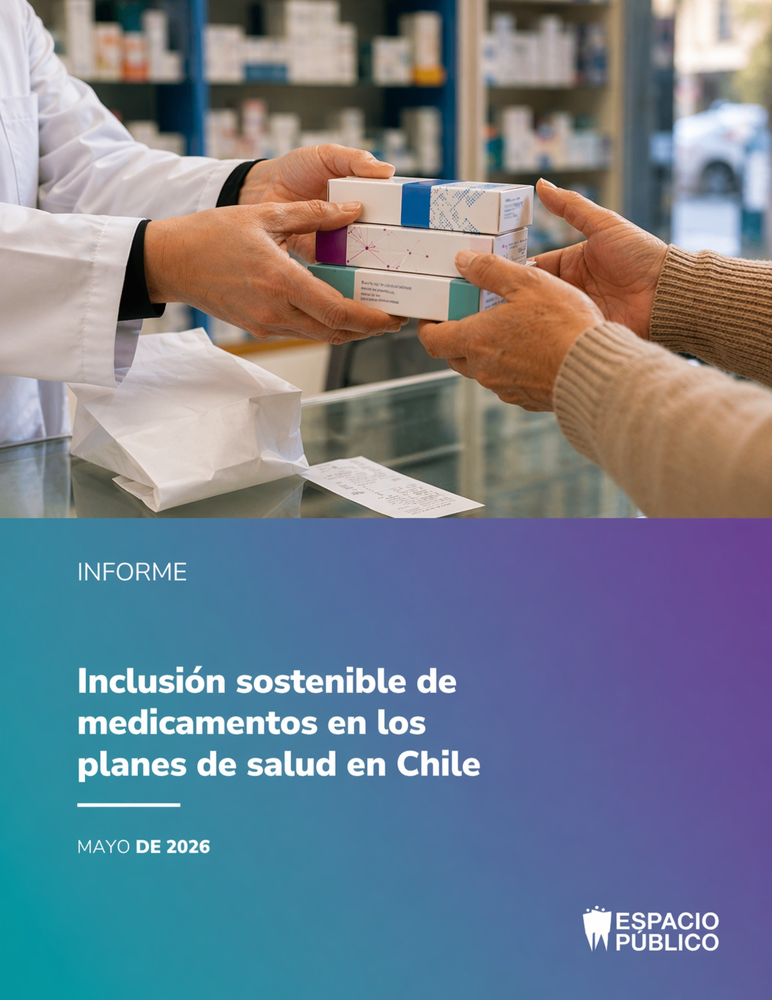 INFORME
Inclusión sostenible de
medicamentos en los
planes de salud en Chile
MAYO DE 2026
ESPACIO
PÚBLICO